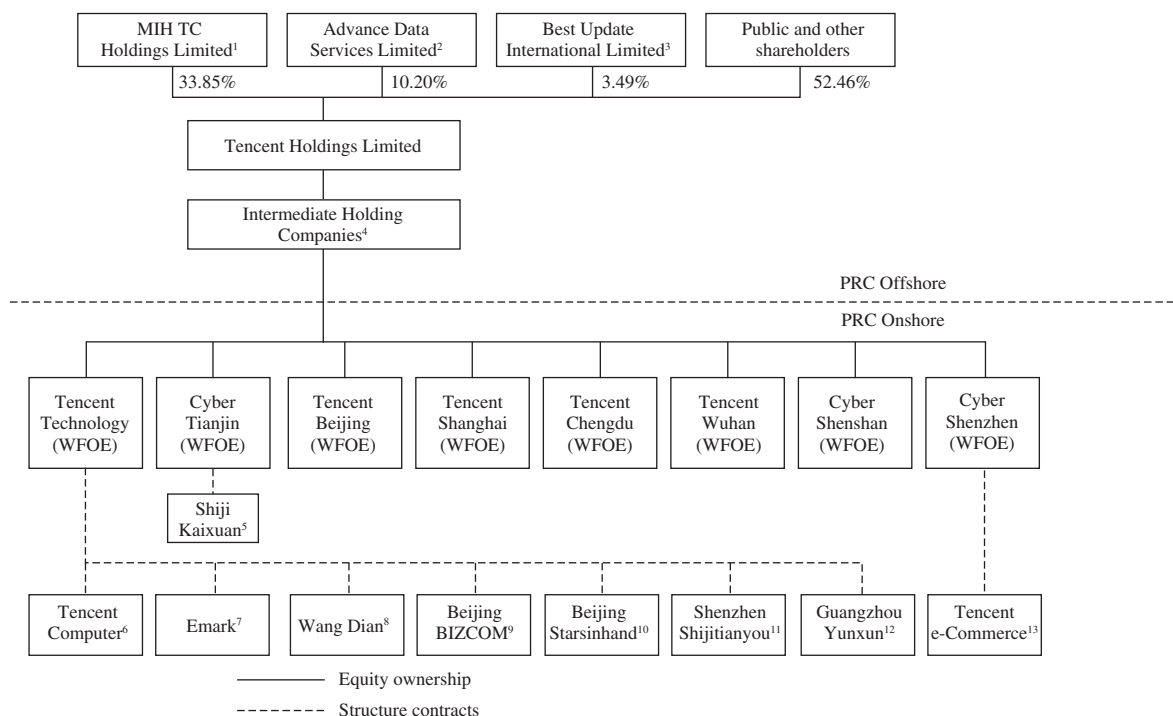 MIH TC
Holdings Limited¹
Advance Data
Services Limited²
Best Update
International Limited³
Public and other
shareholders
33.85%
10.20%
3.49%
52.46%
Tencent Holdings Limited
Intermediate Holding
Companies⁴
PRC Offshore
PRC Onshore
Tencent
Technology
(WFOE)
Cyber
Tianjin
(WFOE)
Tencent
Beijing
(WFOE)
Tencent
Shanghai
(WFOE)
Tencent
Chengdu
(WFOE)
Tencent
Wuhan
(WFOE)
Cyber
Shenshan
(WFOE)
Cyber
Shenzhen
(WFOE)
Shiji
Kaixuan⁵
Tencent
Computer⁶
Emark⁷
Wang Dian⁸
Beijing
BIZCOM⁹
Beijing
Starsinhand¹⁰
Shenzhen
Shijitianyou¹¹
Guangzhou
Yunxun¹²
Tencent
e-Commerce¹³
Equity ownership
Structure contracts